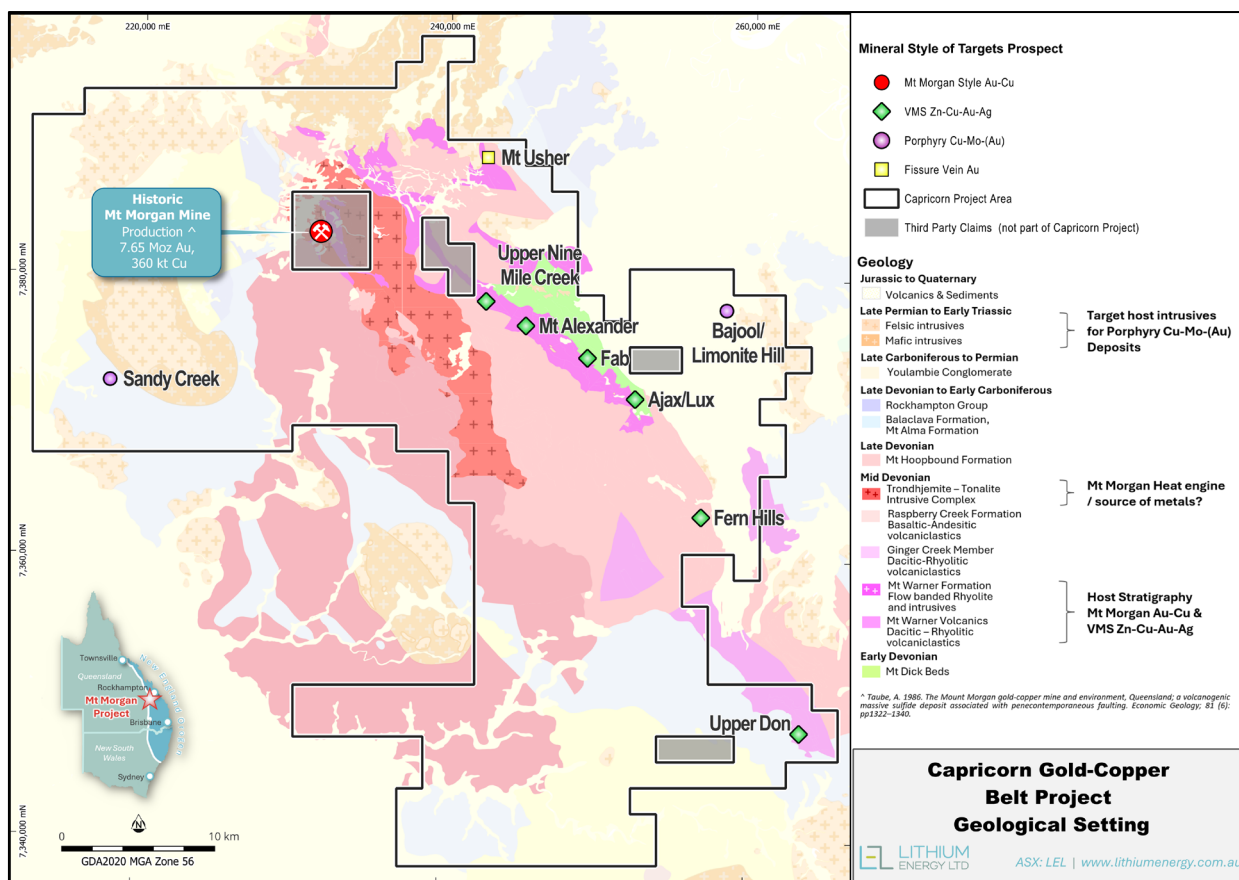 220,000 mE
240,000 mE
260,000 mE
7,380,000 mN
7,360,000 mN
7,340,000 mN
Historic
Mt Morgan Mine
Production ^
7.65 Moz Au,
360 kt Cu
Mt Usher
Upper Nine
Mile Creek
Mt Alexander
Fab
Ajax/Lux
Bajool/
Limonite Hill
Sandy Creek
Fern Hills
Upper Don
Townsville
Queensland
Rockhampton
Mt Morgan
Project
Brisbane
New South
Wales
Sydney
N
0 10 km
GDA2020 MGA Zone 56
Mineral Style of Targets Prospect
Mt Morgan Style Au-Cu
VMS Zn-Cu-Au-Ag
Porphyry Cu-Mo-(Au)
Fissure Vein Au
Capricorn Project Area
Third Party Claims (not part of Capricorn Project)
Geology
Jurassic to Quaternary
Volcanics & Sediments
Late Permian to Early Triassic
Felsic intrusives
Mafic intrusives
Target host intrusives
for Porphyry Cu-Mo-(Au)
Deposits
Late Carboniferous to Permian
Youlambie Conglomerate
Late Devonian to Early Carboniferous
Rockhampton Group
Balaclava Formation,
Mt Alma Formation
Late Devonian
Mt Hoopbound Formation
Mid Devonian
Trondhjemite – Tonalite
Intrusive Complex
Mt Morgan Heat engine
/ source of metals?
Raspberry Creek Formation
Basaltic-Andesitic
volcaniclastics
Ginger Creek Member
Dacitic-Rhyolitic
volcaniclastics
Mt Warner Formation
Flow banded Rhyolite
and intrusives
Mt Warner Volcanics
Dacitic – Rhyolitic
volcaniclastics
Host Stratigraphy
Mt Morgan Au-Cu &
VMS Zn-Cu-Au-Ag
Early Devonian
Mt Dick Beds
^ Taube, A. 1986. The Mount Morgan gold-copper mine and environment, Queensland; a volcanogenic
massive sulfide deposit associated with penecontemporaneous faulting. Economic Geology; 81 (6):
pp1322–1340.
Capricorn Gold-Copper
Belt Project
Geological Setting
LITHIUM
ENERGY LTD
ASX: LEL | www.lithiumenergy.com.au